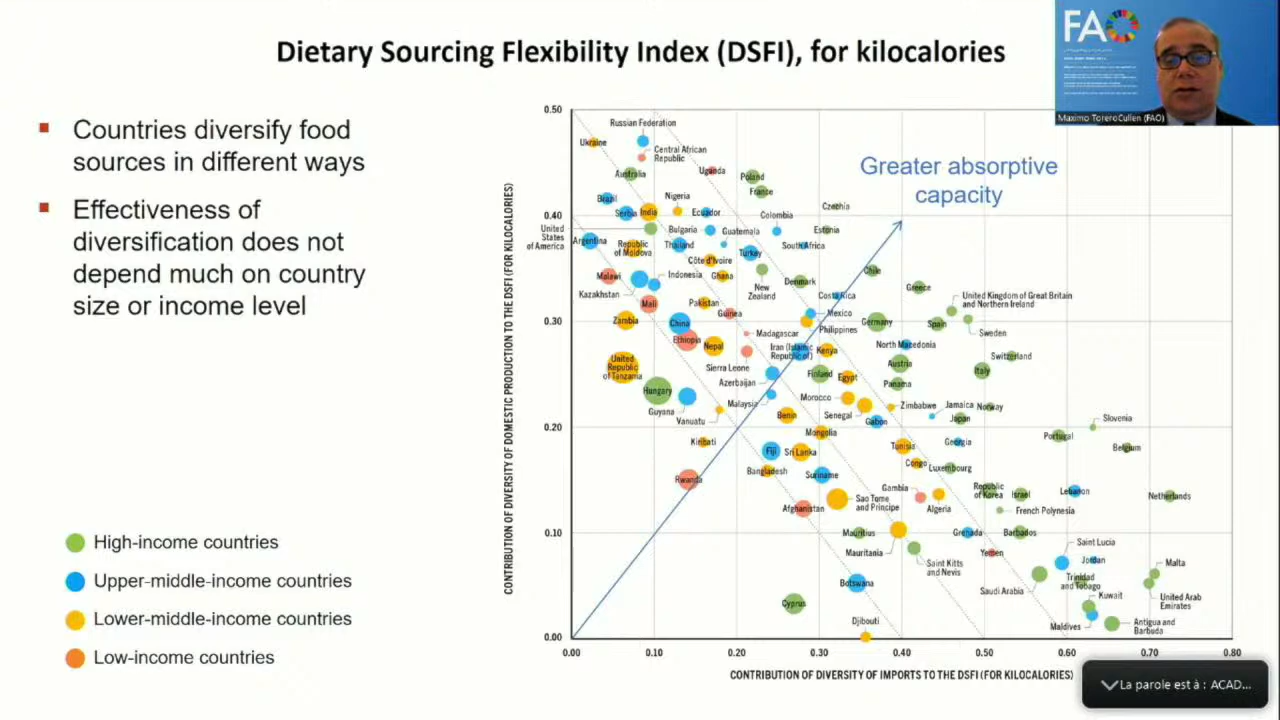 Dietary Sourcing Flexibility Index (DSFI), for kilocalories
FAO
Maximo ToreroCullen (FAO)
Countries diversify food
sources in different ways
Effectiveness of
diversification does not
depend much on country
size or income level
High-income countries
Upper-middle-income countries
Lower-middle-income countries
Low-income countries
CONTRIBUTION OF DIVERSITY OF DOMESTIC PRODUCTION TO THE DSFI (FOR KILOCALORIES)
0.50
0.40
0.30
0.20
0.10
0.00
Greater absorptive
capacity
Russian Federation
Ukraine
Central African
Republic
Australia
Uganda
Poland
France
Brazil
Nigeria
Serbia
India
Ecuador
Colombia
Czechia
United
States
of America
Bulgaria
Guatemala
Estonia
Argentina
Republic
of Moldova
Thailand
Turkey
South Africa
Côte d'Ivoire
Malawi
Indonesia
Ghana
New
Zealand
Denmark
Chile
Kazakhstan
Mali
Pakistan
Costa Rica
Greece
United Kingdom of Great Britain
and Northern Ireland
Zambia
China
Guinea
Mexico
Philippines
Germany
Spain
Sweden
Ethiopia
Nepal
Madagascar
Iran (Islamic
Republic of)
Kenya
North Macedonia
Switzerland
United
Republic
of Tanzania
Sierra Leone
Finland
Egypt
Austria
Italy
Hungary
Azerbaijan
Panama
Guyana
Vanuatu
Malaysia
Morocco
Benin
Senegal
Gabon
Zimbabwe
Jamaica
Japan
Norway
Slovenia
Kiribati
Mongolia
Tunisia
Georgia
Portugal
Belgium
Fiji
Sri Lanka
Bangladesh
Suriname
Congo
Luxembourg
Rwanda
Afghanistan
Sao Tome
and Principe
Gambia
Algeria
Republic
of Korea
Israel
Lebanon
Netherlands
French Polynesia
Mauritius
Mauritania
Grenada
Barbados
Saint Lucia
Saint Kitts
and Nevis
Yemen
Jordan
Malta
Botswana
Saudi Arabia
Trinidad
and Tobago
Kuwait
United Arab
Emirates
Cyprus
Djibouti
Maldives
Antigua and
Barbuda
0.00
0.10
0.20
0.30
0.40
0.50
0.60
0.70
0.80
CONTRIBUTION OF DIVERSITY OF IMPORTS TO THE DSFI (FOR KILOCALORIES)
La parole est à : ACAD...